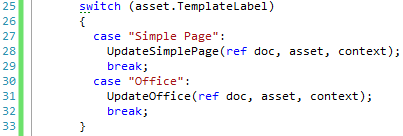 25 switch (asset.TemplateLabel)
26 {
27 case "Simple Page":
28 UpdateSimplePage(ref doc, asset, context);
29 break;
30 case "Office":
31 UpdateOffice(ref doc, asset, context);
32 break;
33 }